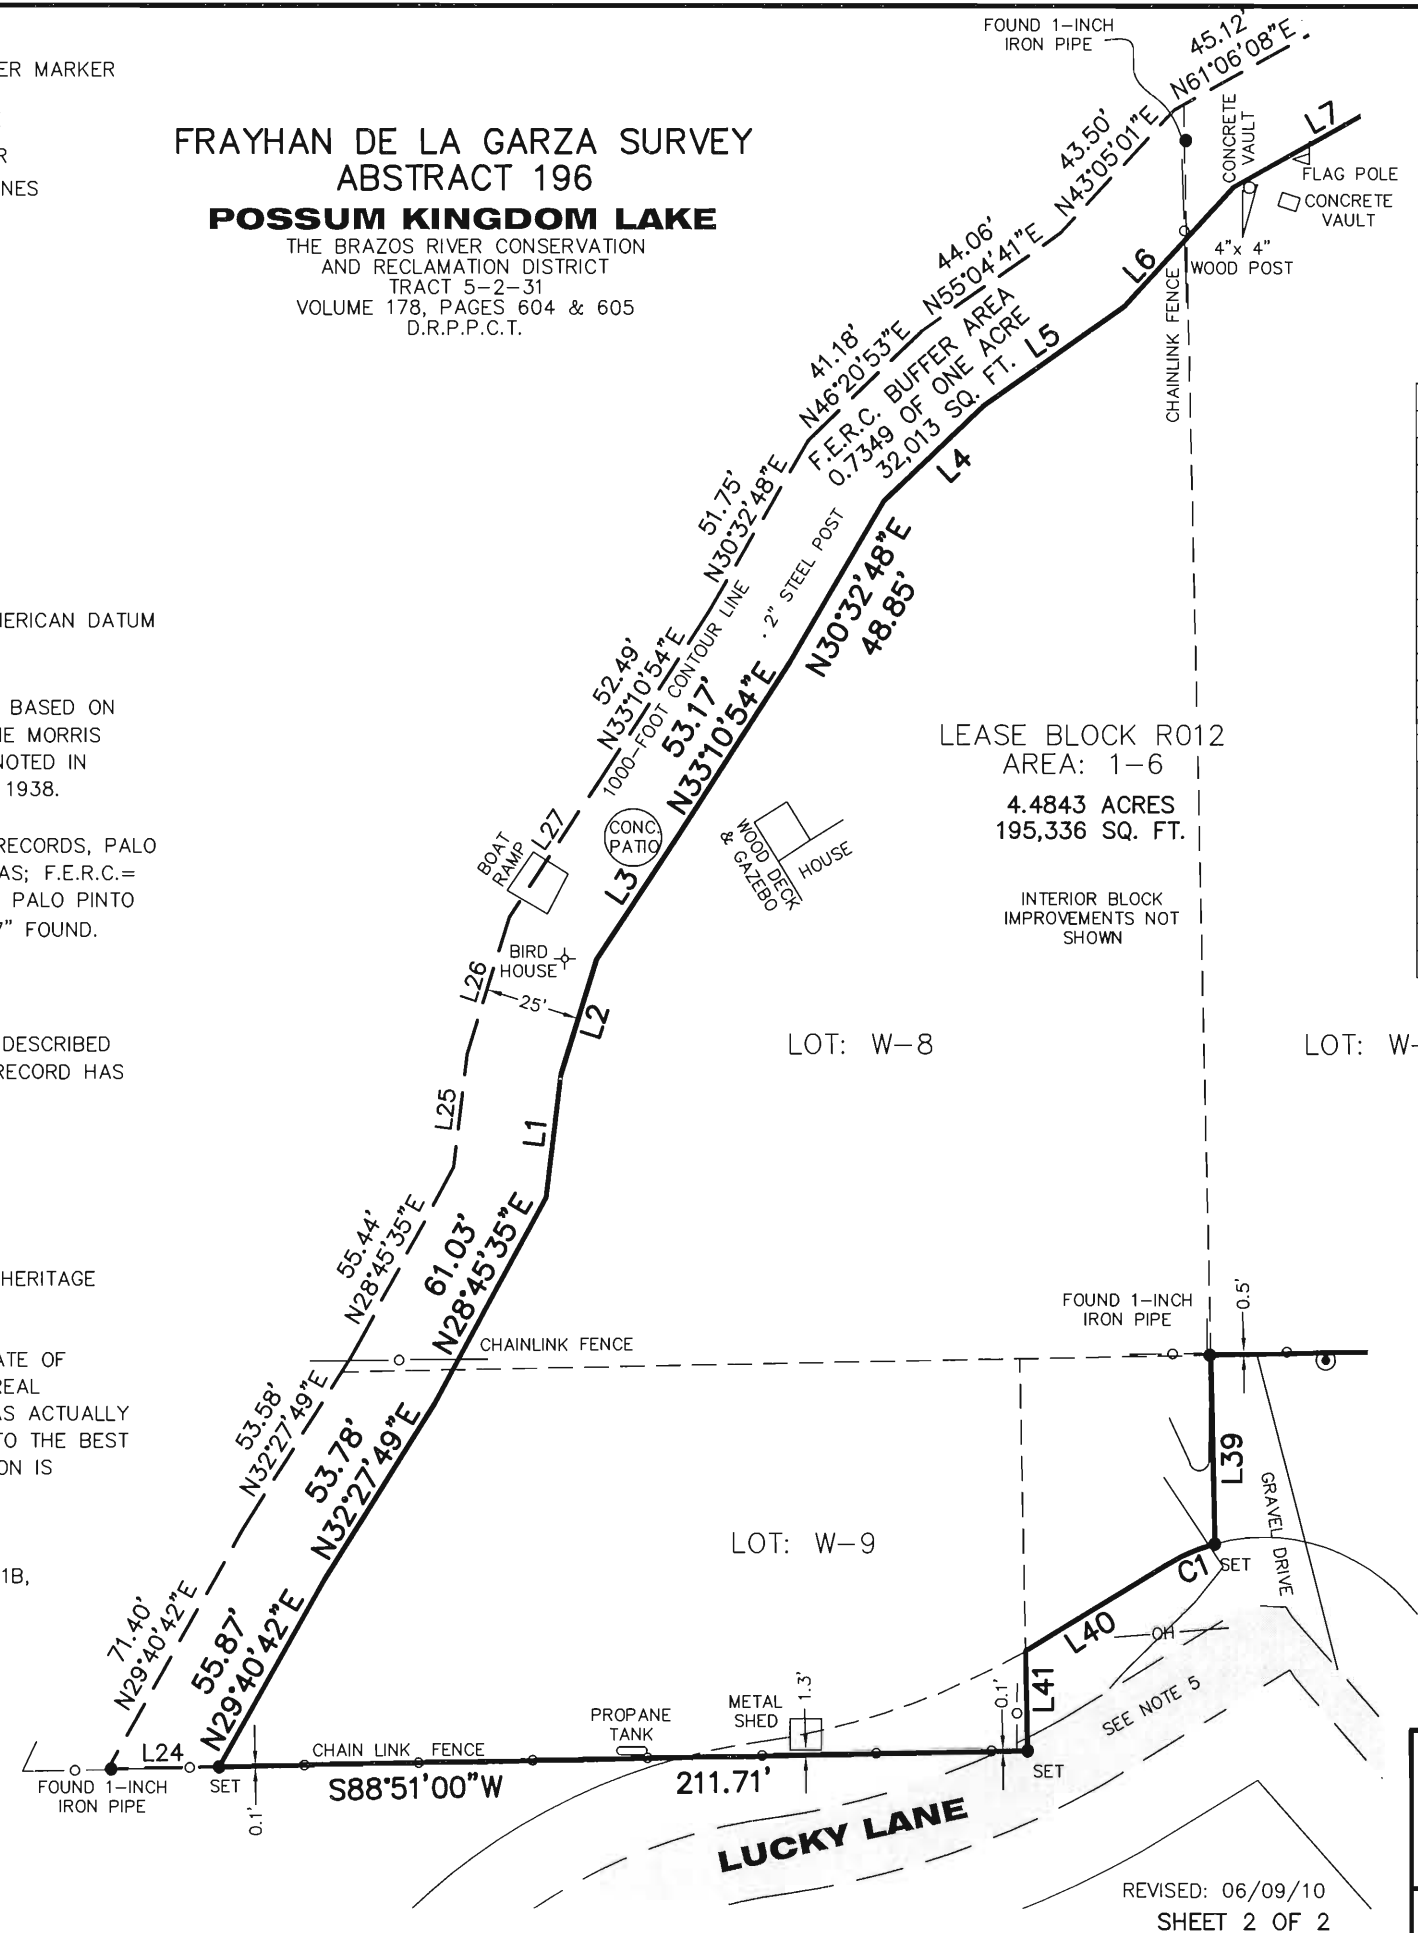 ER MARKER
R
NES
FRAYHAN DE LA GARZA SURVEY
ABSTRACT 196
POSSUM KINGDOM LAKE
THE BRAZOS RIVER CONSERVATION
AND RECLAMATION DISTRICT
TRACT 5-2-31
VOLUME 178, PAGES 604 & 605
D.R.P.P.C.T.
FOUND 1-INCH
IRON PIPE
45.12'
N61°06'08"E
43.50'
N43°05'01"E
44.06'
N55°04'41"E
41.18'
N46°20'53"E
51.75'
N30°32'48"E
52.49'
N33°10'54"E
1000-FOOT CONTOUR LINE
F.E.R.C. BUFFER AREA
0.7349 OF ONE ACRE
32,013 SQ. FT.
CONCRETE
VAULT
L7
FLAG POLE
CONCRETE
VAULT
4"x 4"
WOOD POST
CHAINLINK FENCE
L6
L5
L4
2" STEEL POST
N30°32'48"E
48.85'
53.17'
N33°10'54"E
MERICAN DATUM
BASED ON
HE MORRIS
NOTED IN
1938.
RECORDS, PALO
AS; F.E.R.C.=
PALO PINTO
7" FOUND.
DESCRIBED
RECORD HAS
HERITAGE
ATE OF
REAL
AS ACTUALLY
TO THE BEST
ON IS
1B,
LEASE BLOCK R012
AREA: 1-6
4.4843 ACRES
195,336 SQ. FT.
INTERIOR BLOCK
IMPROVEMENTS NOT
SHOWN
L27
BOAT
RAMP
CONC.
PATIO
L3
WOOD DECK
& GAZEBO
HOUSE
BIRD
HOUSE
L26
25'
L2
LOT: W-8
LOT: W-
L25
L1
55.44'
N28°45'35"E
61.03'
N28°45'35"E
CHAINLINK FENCE
FOUND 1-INCH
IRON PIPE
0.5'
53.58'
N32°27'49"E
53.78'
N32°27'49"E
L39
GRAVEL DRIVE
LOT: W-9
C1
SET
L40
OH
71.40'
N29°40'42"E
55.87'
N29°40'42"E
L41
SEE NOTE 5
L24
FOUND 1-INCH
IRON PIPE
SET
0.1'
CHAIN LINK FENCE
S88°51'00"W
PROPANE
TANK
METAL
SHED
1.3'
0.1'
211.71'
SET
LUCKY LANE
REVISED: 06/09/10
SHEET 2 OF 2